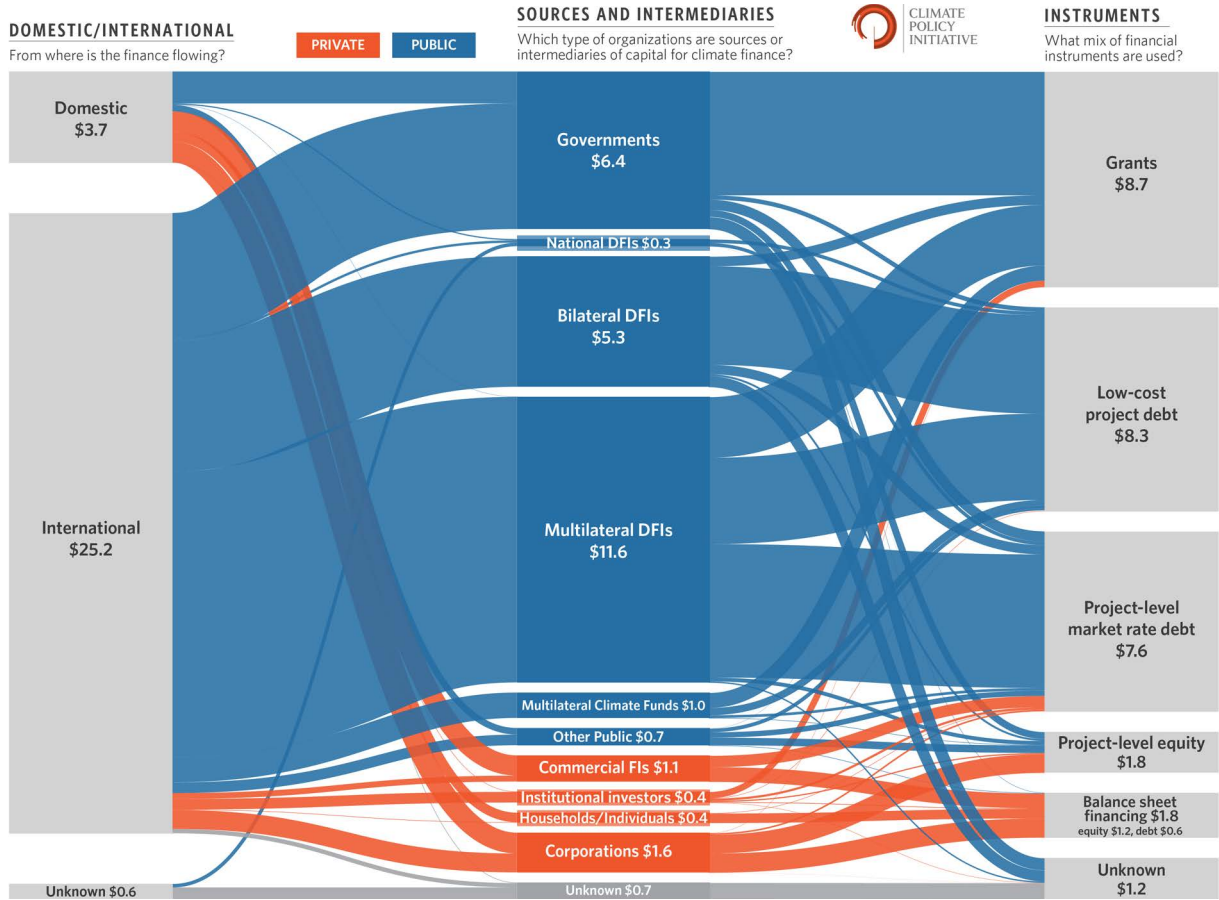 DOMESTIC/INTERNATIONAL
From where is the finance flowing?
PRIVATE
PUBLIC
SOURCES AND INTERMEDIARIES
Which type of organizations are sources or
intermediaries of capital for climate finance?
CLIMATE
POLICY
INITIATIVE
INSTRUMENTS
What mix of financial
instruments are used?
Domestic
$3.7
International
$25.2
Unknown $0.6
Governments
$6.4
National DFIs $0.3
Bilateral DFIs
$5.3
Multilateral DFIs
$11.6
Multilateral Climate Funds $1.0
Other Public $0.7
Commercial FIs $1.1
Institutional investors $0.4
Households/Individuals $0.4
Corporations $1.6
Unknown $0.7
Grants
$8.7
Low-cost
project debt
$8.3
Project-level
market rate debt
$7.6
Project-level equity
$1.8
Balance sheet
financing $1.8
equity $1.2, debt $0.6
Unknown
$1.2